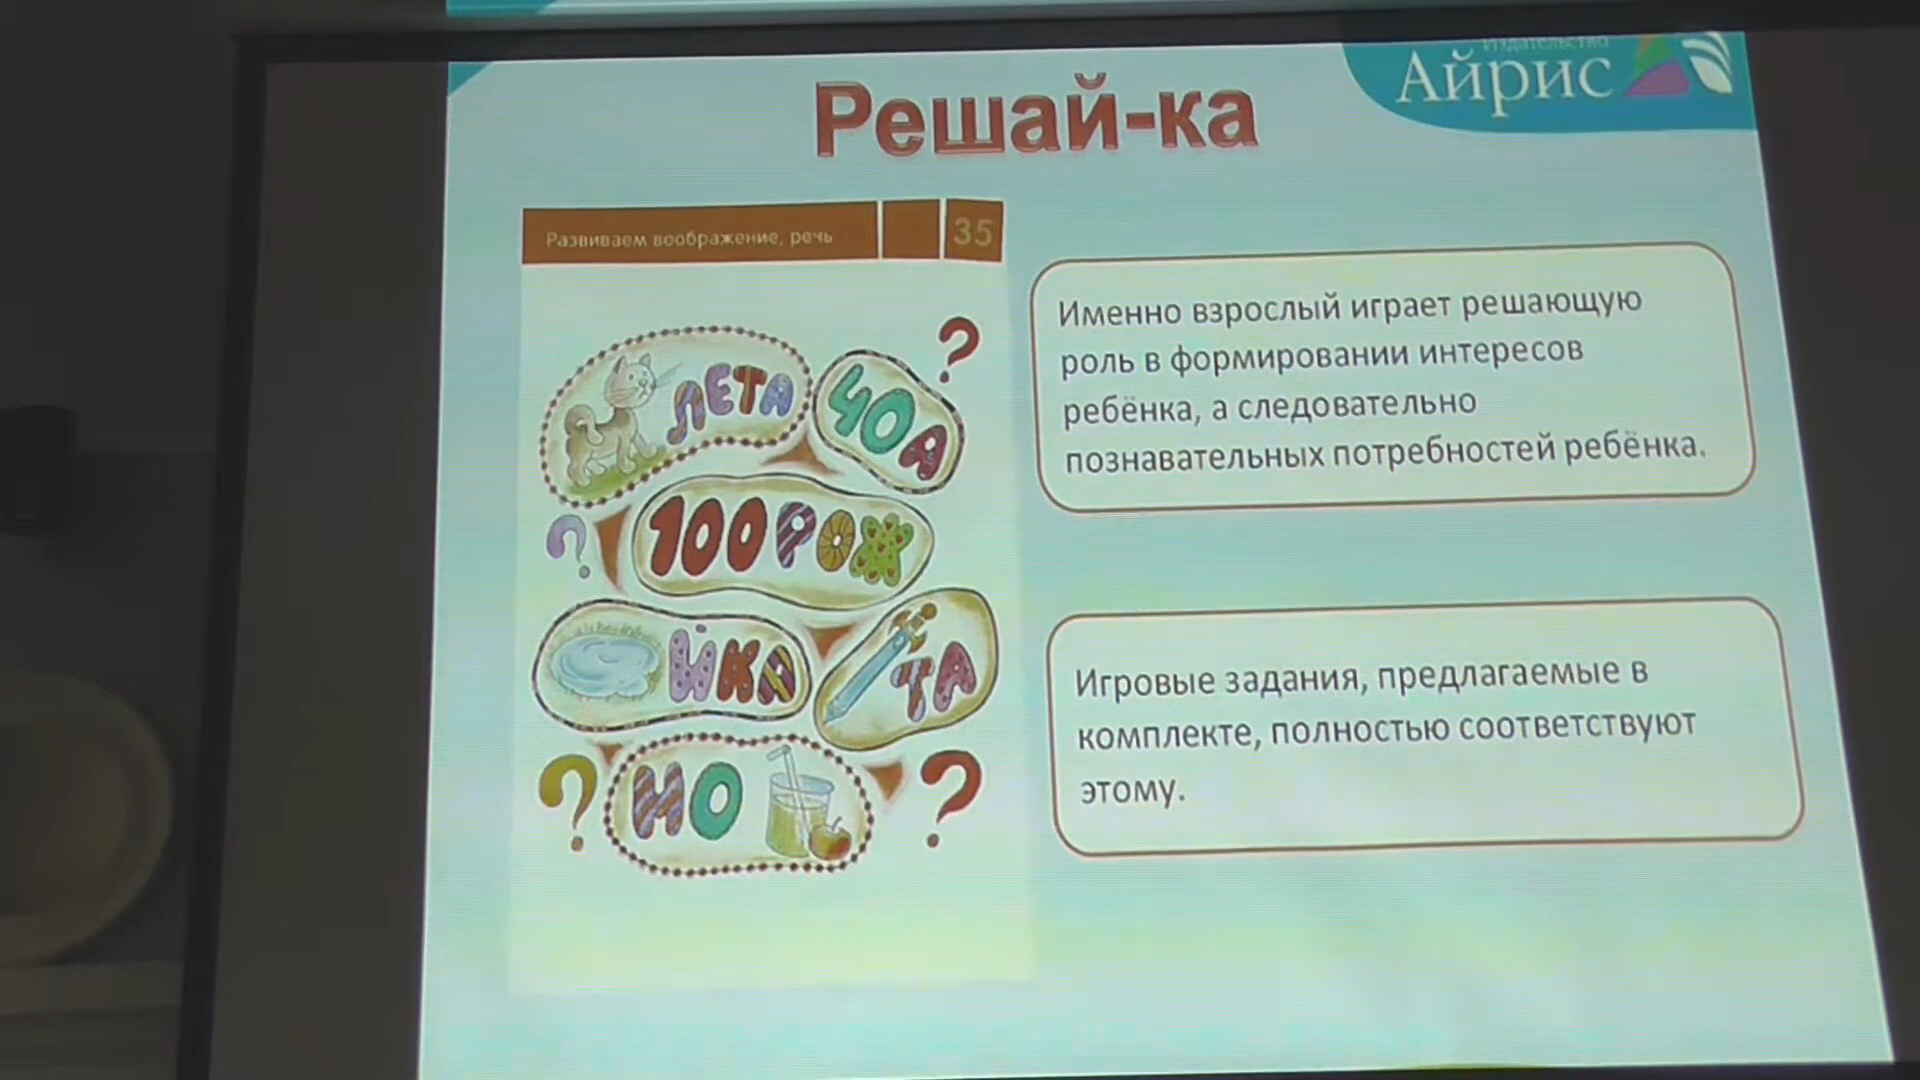 Издательство
Айрис
Решай-ка
Развиваем воображение, речь
35
?
ЛЕТА
40А
100РОЖ
?
ЙКА
ТА
?
НО
?
Именно взрослый играет решающую
роль в формировании интересов
ребёнка, а следовательно
познавательных потребностей ребёнка.
Игровые задания, предлагаемые в
комплекте, полностью соответствуют
этому.